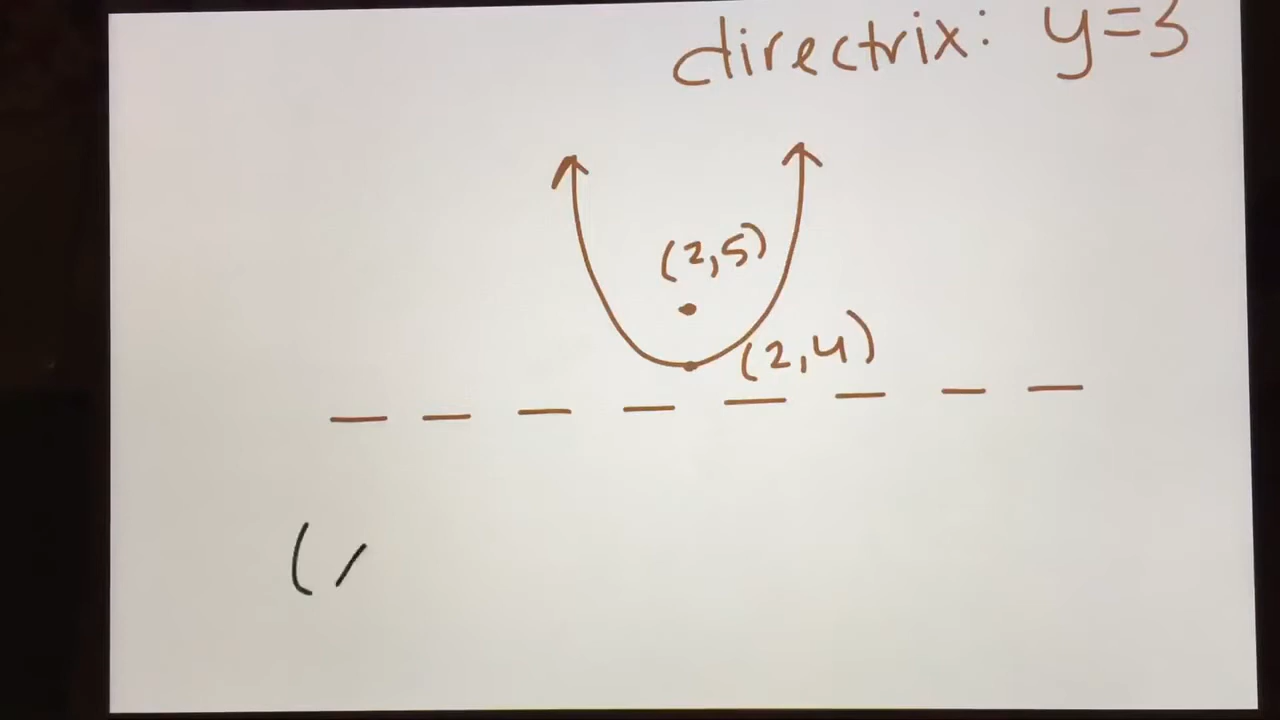 directrix: y=3
(2,5)
(2,4)
(